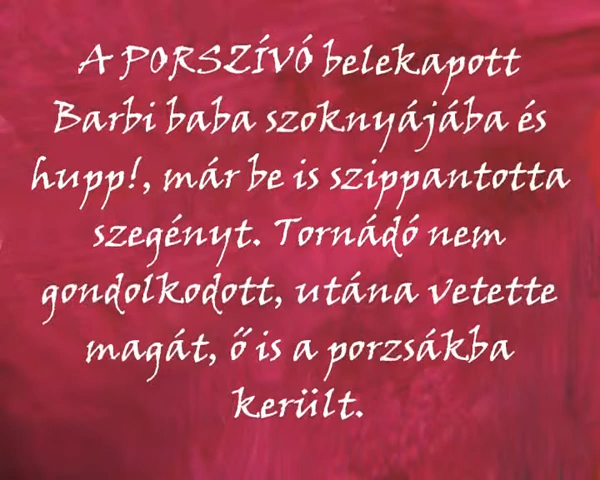 A PORSZÍVÓ belekapott
Barbi baba szoknyájába és
hupp!, már be is szippantotta
szegényt. Tornádó nem
gondolkodott, utána vetette
magát, ő is a porzsákba
került.